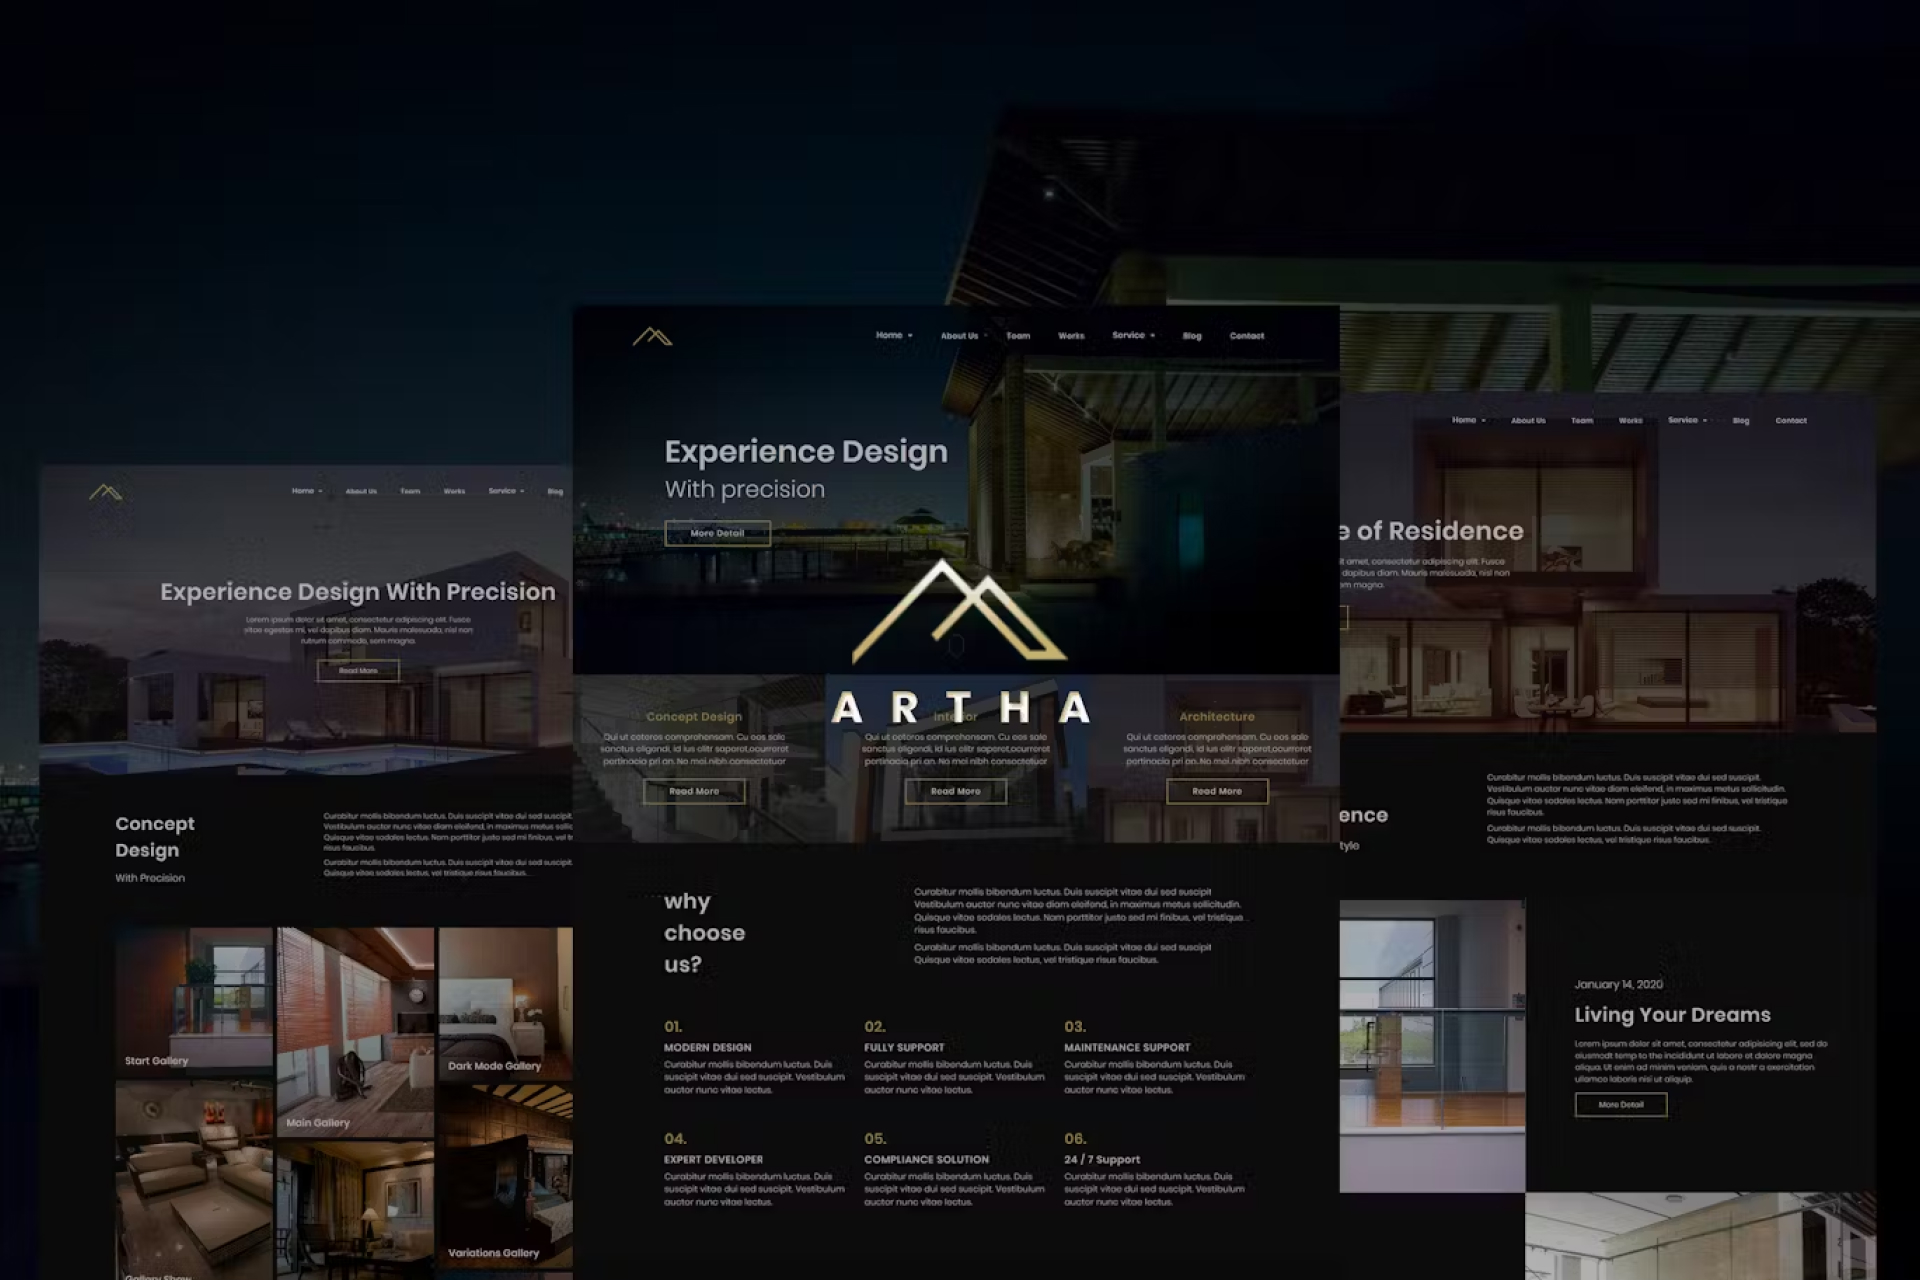 Home
About Us
Team
Works
Service
Blog
Contact
Experience Design
With precision
More Detail
ARTHA
Concept Design
Qui ut ceteros comprehensam. Cu eos sale
sanctus eligendi, id ius elitr saperet,ocurreret
pertinacia pri an. No mei nibh consectetuer
Read More
Interior
Qui ut ceteros comprehensam. Cu eos sale
sanctus eligendi, id ius elitr saperet,ocurreret
pertinacia pri an. No mei nibh consectetuer
Read More
Architecture
Qui ut ceteros comprehensam. Cu eos sale
sanctus eligendi, id ius elitr saperet,ocurreret
pertinacia pri an. No mei nibh consectetuer
Read More
why
choose
us?
Curabitur mollis bibendum luctus. Duis suscipit vitae dui sed suscipit
Vestibulum auctor nunc vitae diam eleifend, in maximus metus sollicitudin.
Quisque vitae sodales lectus. Nam porttitor justo sed mi finibus, vel tristique
risus faucibus.
Curabitur mollis bibendum luctus. Duis suscipit vitae dui sed suscipit
Quisque vitae sodales lectus, vel tristique risus faucibus.
01.
MODERN DESIGN
Curabitur mollis bibendum luctus. Duis
suscipit vitae dui sed suscipit. Vestibulum
auctor nunc vitae lectus.
02.
FULLY SUPPORT
Curabitur mollis bibendum luctus. Duis
suscipit vitae dui sed suscipit. Vestibulum
auctor nunc vitae lectus.
03.
MAINTENANCE SUPPORT
Curabitur mollis bibendum luctus. Duis
suscipit vitae dui sed suscipit. Vestibulum
auctor nunc vitae lectus.
04.
EXPERT DEVELOPER
Curabitur mollis bibendum luctus. Duis
suscipit vitae dui sed suscipit. Vestibulum
auctor nunc vitae lectus.
05.
COMPLIANCE SOLUTION
Curabitur mollis bibendum luctus. Duis
suscipit vitae dui sed suscipit. Vestibulum
auctor nunc vitae lectus.
06.
24 / 7 Support
Curabitur mollis bibendum luctus. Duis
suscipit vitae dui sed suscipit. Vestibulum
auctor nunc vitae lectus.
Home
About Us
Team
Works
Service
Blog
Experience Design With Precision
Lorem ipsum dolor sit amet, consectetur adipiscing elit. Fusce
vitae egestas mi, vel dapibus diam. Mauris malesuada, nisl non
rutrum commodo, sem magna.
Read More
Concept
Design
With Precision
Curabitur mollis bibendum luctus. Duis suscipit vitae dui sed suscipit.
Vestibulum auctor nunc vitae diam eleifend, in maximus metus
Quisque vitae sodales lectus. Nam porttitor justo sed mi finibus, vel
risus faucibus.
Curabitur mollis bibendum luctus. Duis suscipit vitae dui sed suscipit
Quisque vitae sodales lectus, vel tristique risus faucibus.
Start Gallery
Main Gallery
Dark Mode Gallery
Variations Gallery
Home
About Us
Team
Works
Service
Blog
Contact
e of Residence
it amet, consectetur adipiscing elit. Fusce
dapibus diam. Mauris malesuada, nisl non
magna.
ence
tyle
Curabitur mollis bibendum luctus. Duis suscipit vitae dui sed suscipit.
Vestibulum auctor nunc vitae diam eleifend, in maximus metus sollicitudin.
Quisque vitae sodales lectus. Nam porttitor justo sed mi finibus, vel tristique
risus faucibus.
Curabitur mollis bibendum luctus. Duis suscipit vitae dui sed suscipit.
Quisque vitae sodales lectus, vel tristique risus faucibus.
January 14, 2020
Living Your Dreams
Lorem ipsum dolor sit amet, consectetur adipisicing elit, sed do
eiusmodt temp to the incididunt ut labore et dolore magna
aliqua. Ut enim ad minim veniam, quis a nostr a exercitation
ullamco laboris nisi ut aliquip.
More Detail